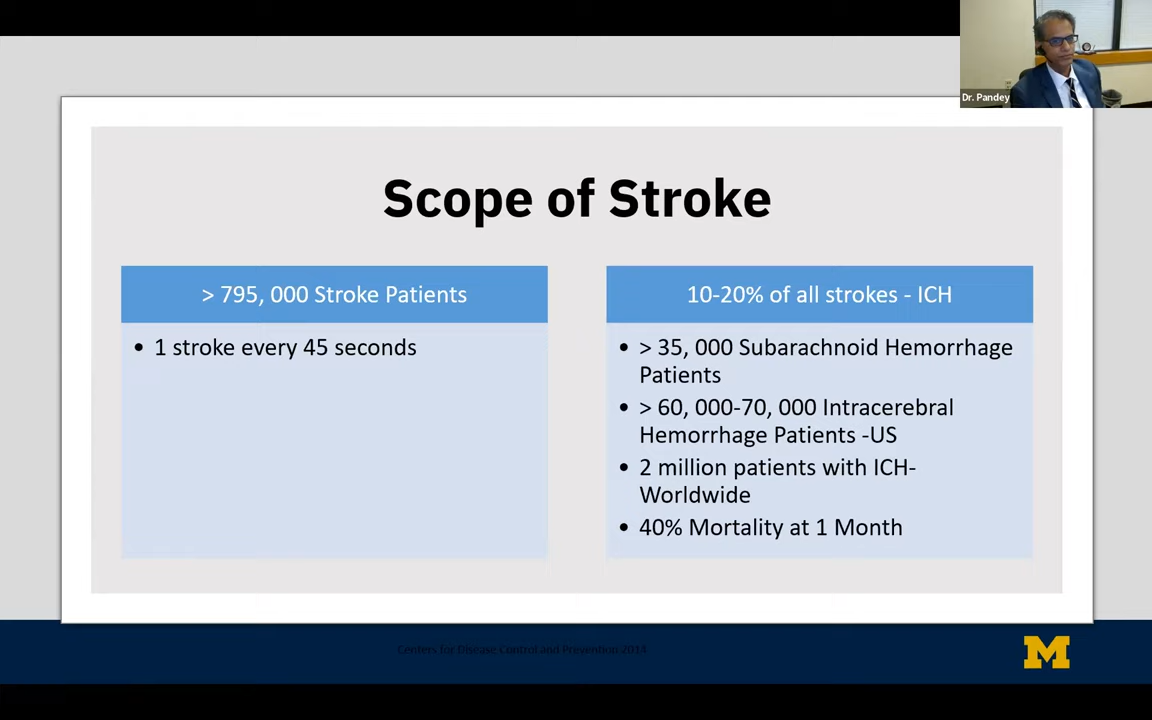 Dr. Pandey
Scope of Stroke
> 795, 000 Stroke Patients
• 1 stroke every 45 seconds
10-20% of all strokes - ICH
• > 35, 000 Subarachnoid Hemorrhage
Patients
• > 60, 000-70, 000 Intracerebral
Hemorrhage Patients -US
• 2 million patients with ICH-
Worldwide
• 40% Mortality at 1 Month
Centers for Disease Control and Prevention 2014
M